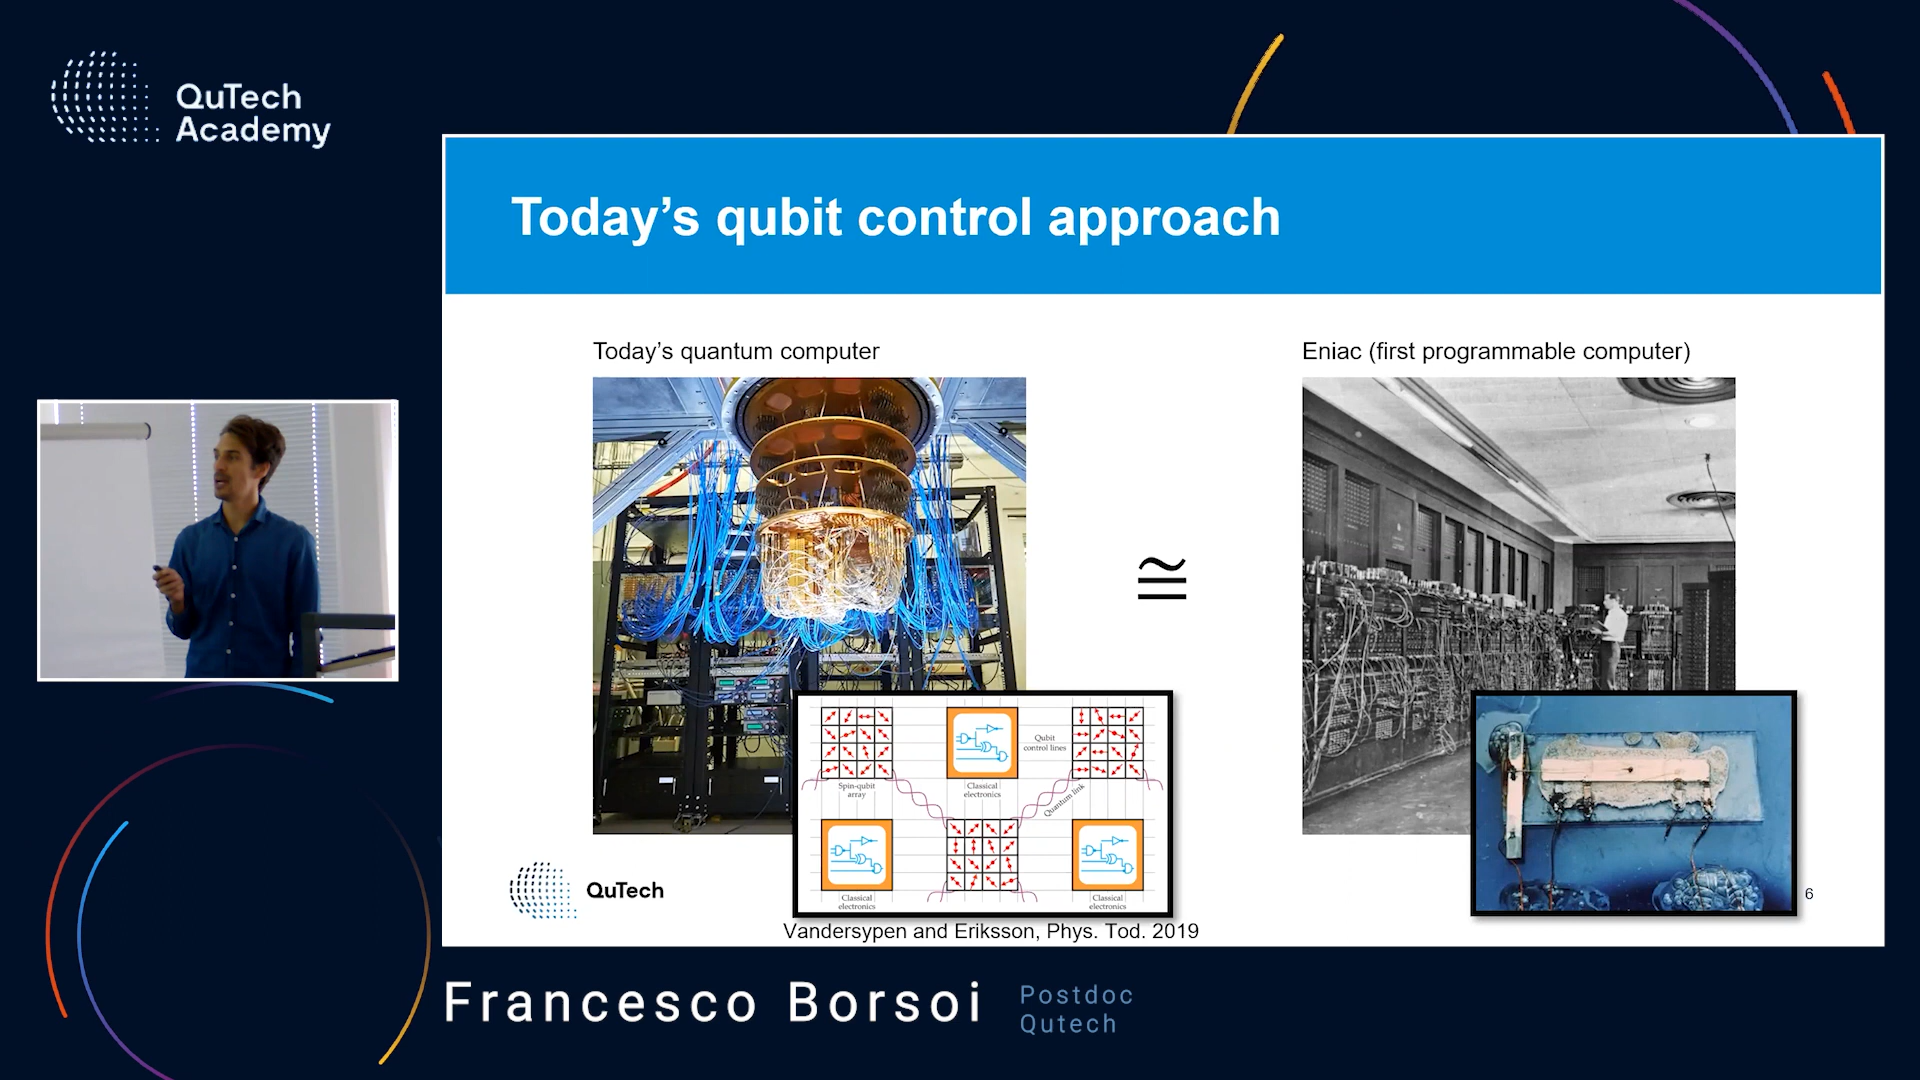 QuTech
Academy
Today's qubit control approach
Today's quantum computer
Eniac (first programmable computer)
≅
Qubit
control lines
Spin-qubit
array
Classical
electronics
Quantum link
Classical
electronics
Classical
electronics
QuTech
6
Vandersypen and Eriksson, Phys. Tod. 2019
Francesco Borsoi
Postdoc
Qutech